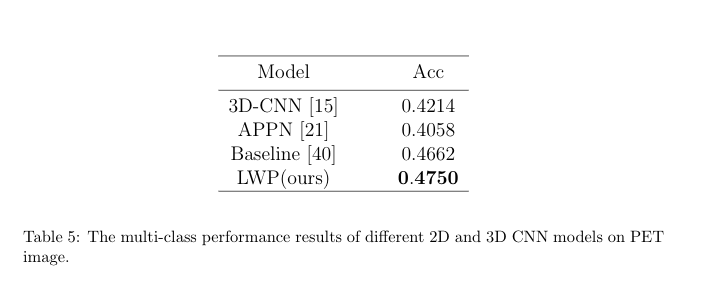 Model Acc
3D-CNN [15] 0.4214
APPN [21] 0.4058
Baseline [40] 0.4662
LWP(ours) 0.4750
Table 5: The multi-class performance results of different 2D and 3D CNN models on PET
image.